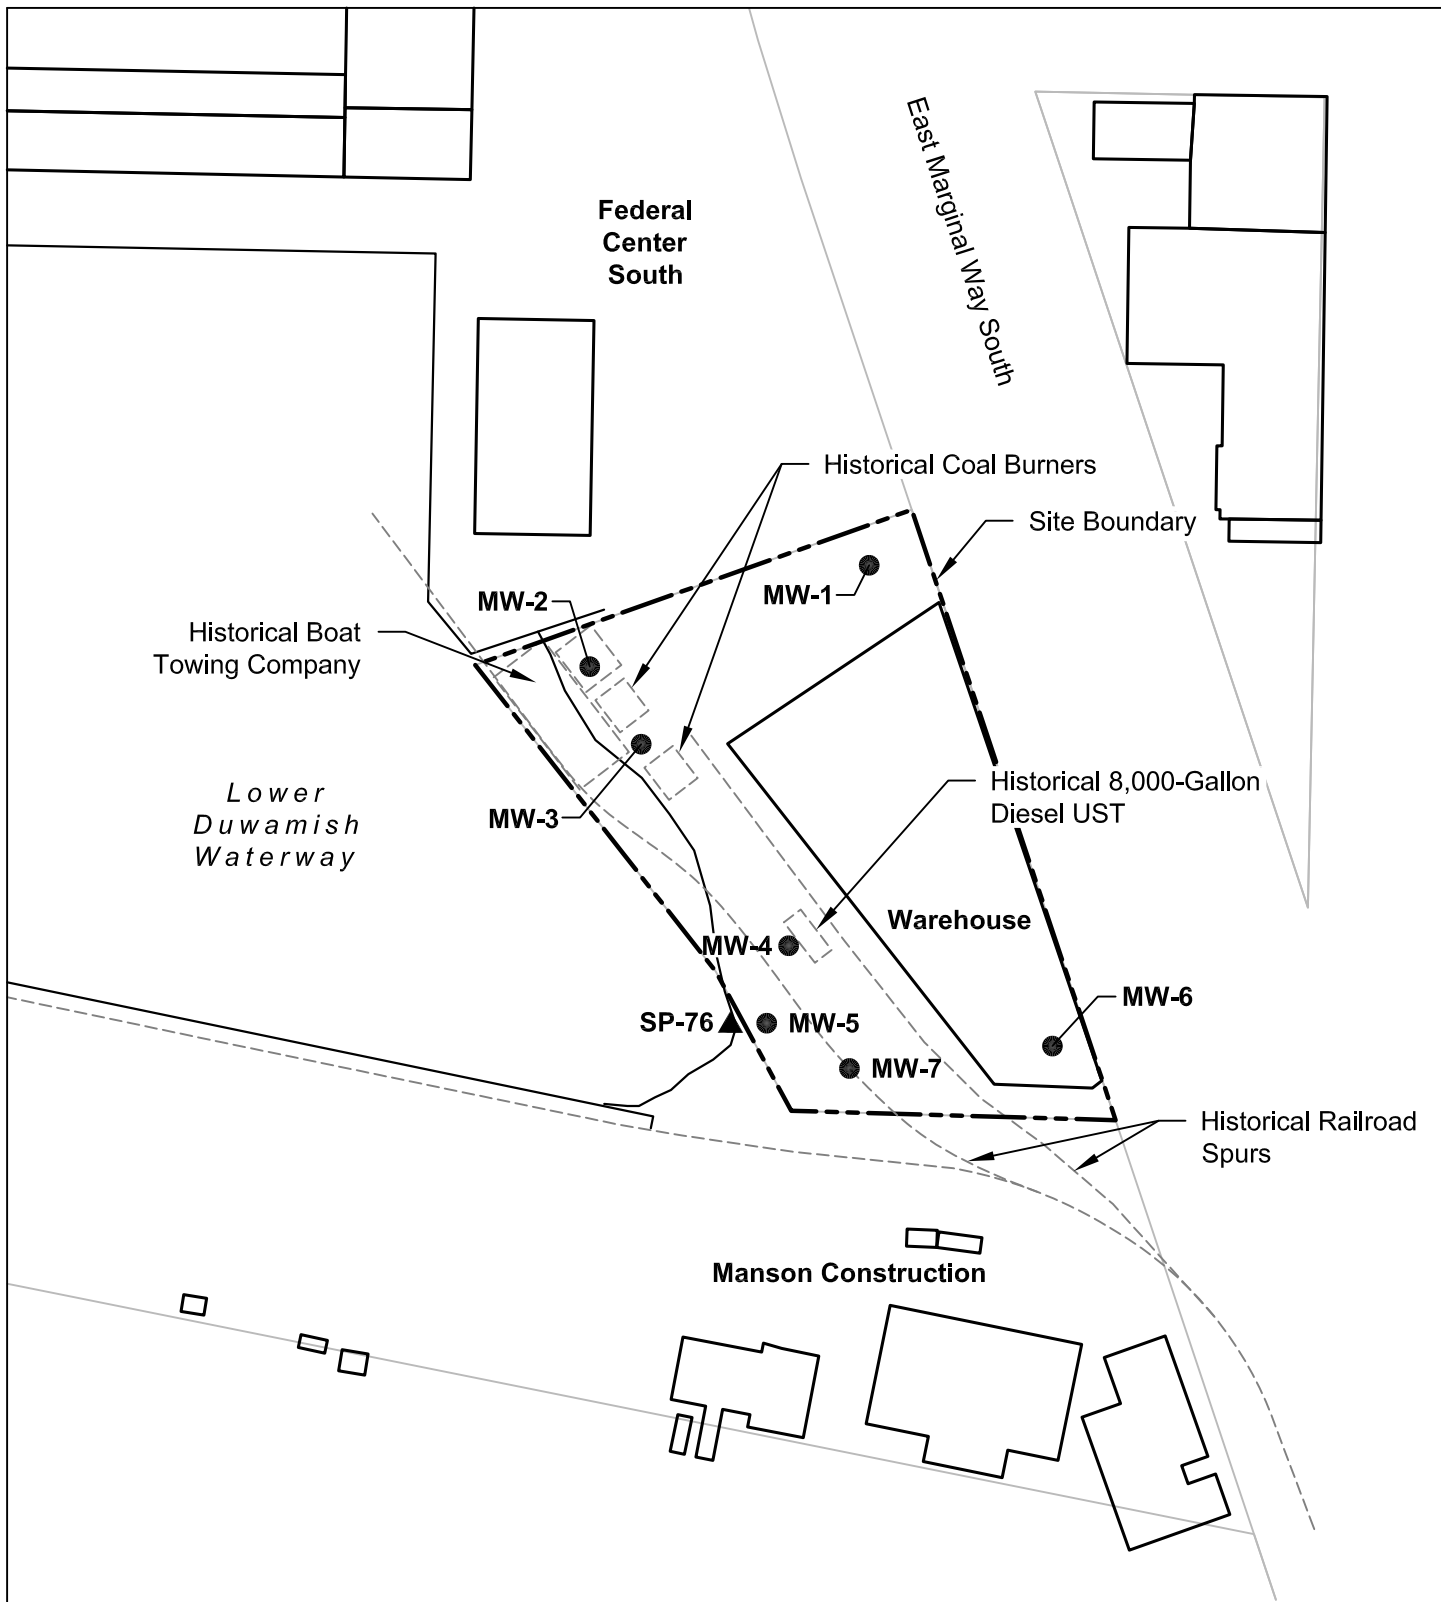 Federal
Center
South
East Marginal Way South
Historical Coal Burners
Site Boundary
MW-1
MW-2
Historical Boat
Towing Company
Historical 8,000-Gallon
Diesel UST
Lower
Duwamish
Waterway
MW-3
Warehouse
MW-4
MW-6
SP-76
MW-5
MW-7
Historical Railroad
Spurs
Manson Construction